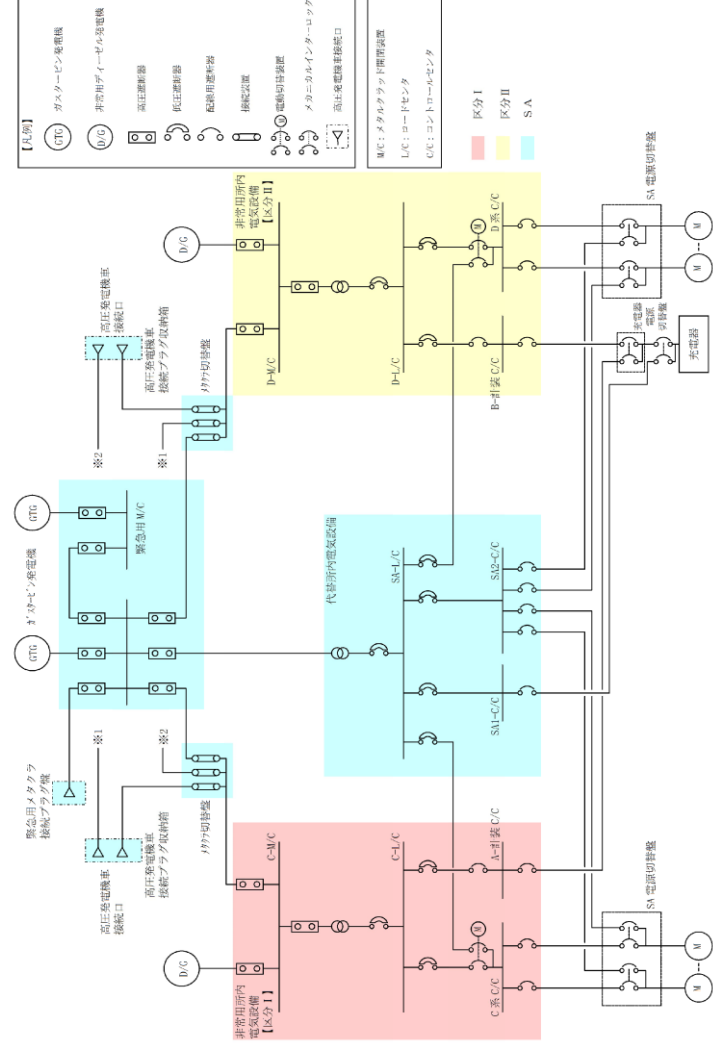 【凡例】
GTG
ガスタービン発電機
D/G
非常用ディーゼル発電機
高圧遮断器
低圧遮断器
配線用遮断器
接続装置
M
電動切替装置
メカニカルインターロック
高圧発電機車接続口
M/C：メタルクラッド開閉装置
L/C：ロードセンタ
C/C：コントロールセンタ
区分Ⅰ
区分Ⅱ
SA
緊急用メタクラ
接続プラグ盤
GTG
ガスタービン発電機
GTG
緊急用 M/C
高圧発電機車
接続口
※1
※2
高圧発電機車
接続プラグ収納箱
メタクラ切替盤
高圧発電機車
接続口
※2
※1
高圧発電機車
接続プラグ収納箱
メタクラ切替盤
D/G
非常用所内
電気設備
【区分Ⅰ】
C-M/C
C-L/C
M
C系 C/C
A-計装 C/C
代替所内電気設備
SA-L/C
SA1-C/C
SA2-C/C
D/G
非常用所内
電気設備
【区分Ⅱ】
D-M/C
D-L/C
M
B-計装 C/C
D系 C/C
SA 電源切替盤
M
M
充電器
電源
切替盤
充電器
SA 電源切替盤
M
M